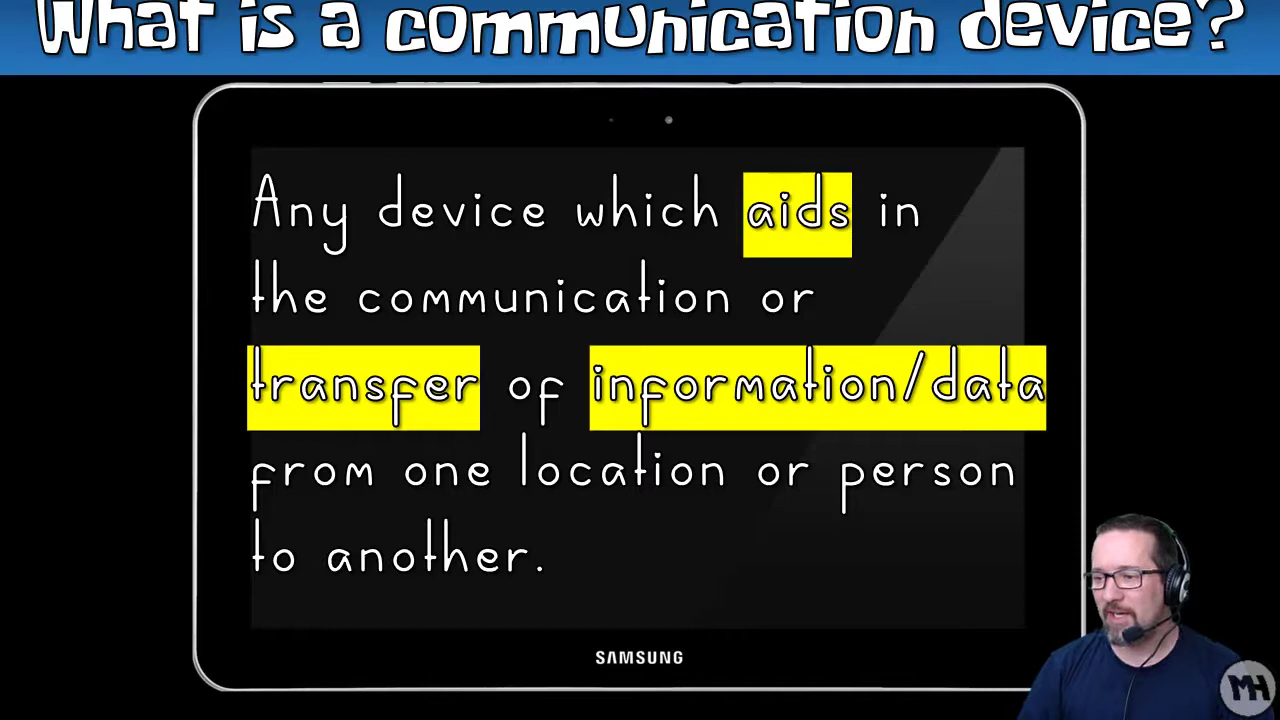 What is a communication device?
Any device which aids in
the communication or
transfer of information/data
from one location or person
to another.
SAMSUNG
MH